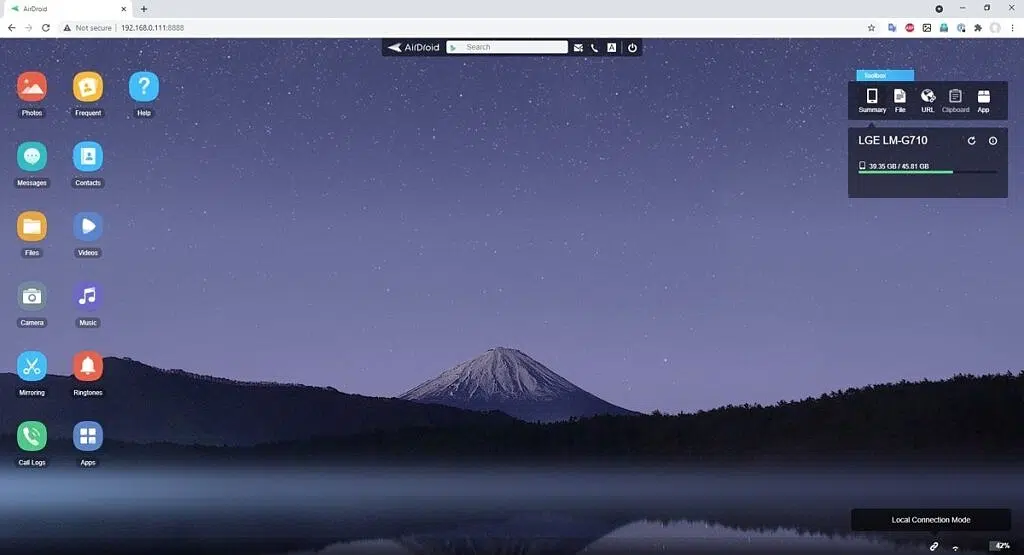 AirDroid
Not secure | 192.168.0.111:8888
AirDroid Search
Toolbox
Summary File URL Clipboard App
LGE LM-G710
39.35 GB / 45.81 GB
Photos Frequent Help
Messages Contacts
Files Videos
Camera Music
Mirroring Ringtones
Call Logs Apps
Local Connection Mode
42%